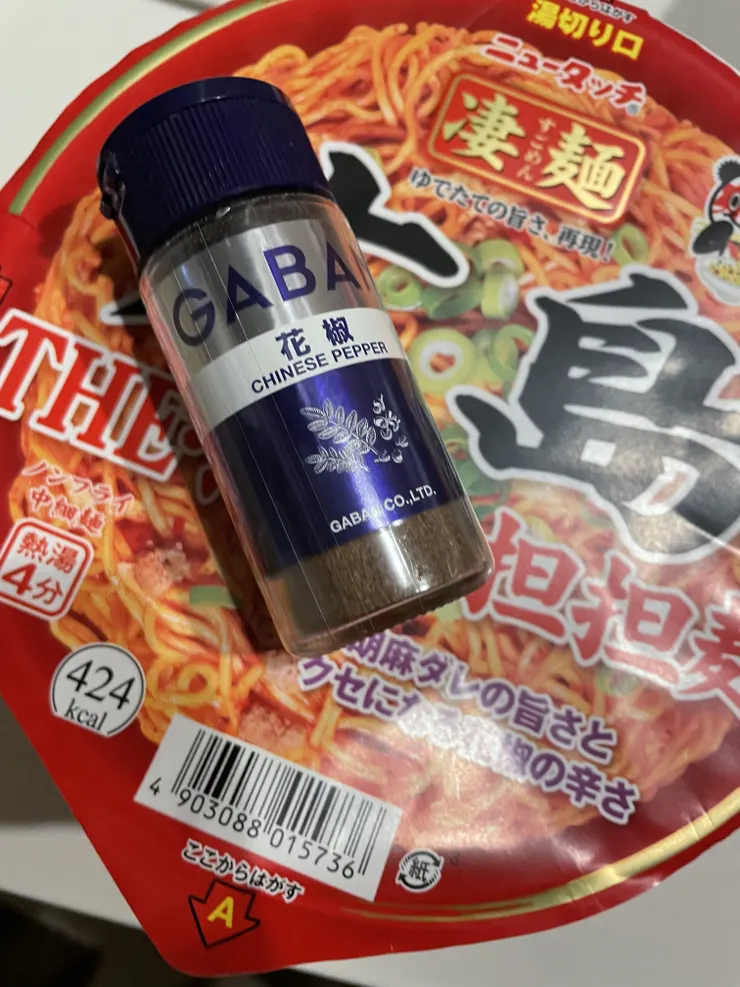 湯切り口
ニュータッチ®
凄麺
すごめん
ゆでたての旨さ、再現!
THE
島
担担
ノンフライ
中細麺
熱湯
4分
GABA
花椒
CHINESE PEPPER
GABAN CO.,LTD.
胡麻ダレの旨さと
クセに
の辛さ
424
kcal
4 903088 015736
ここからはがす
A
紙